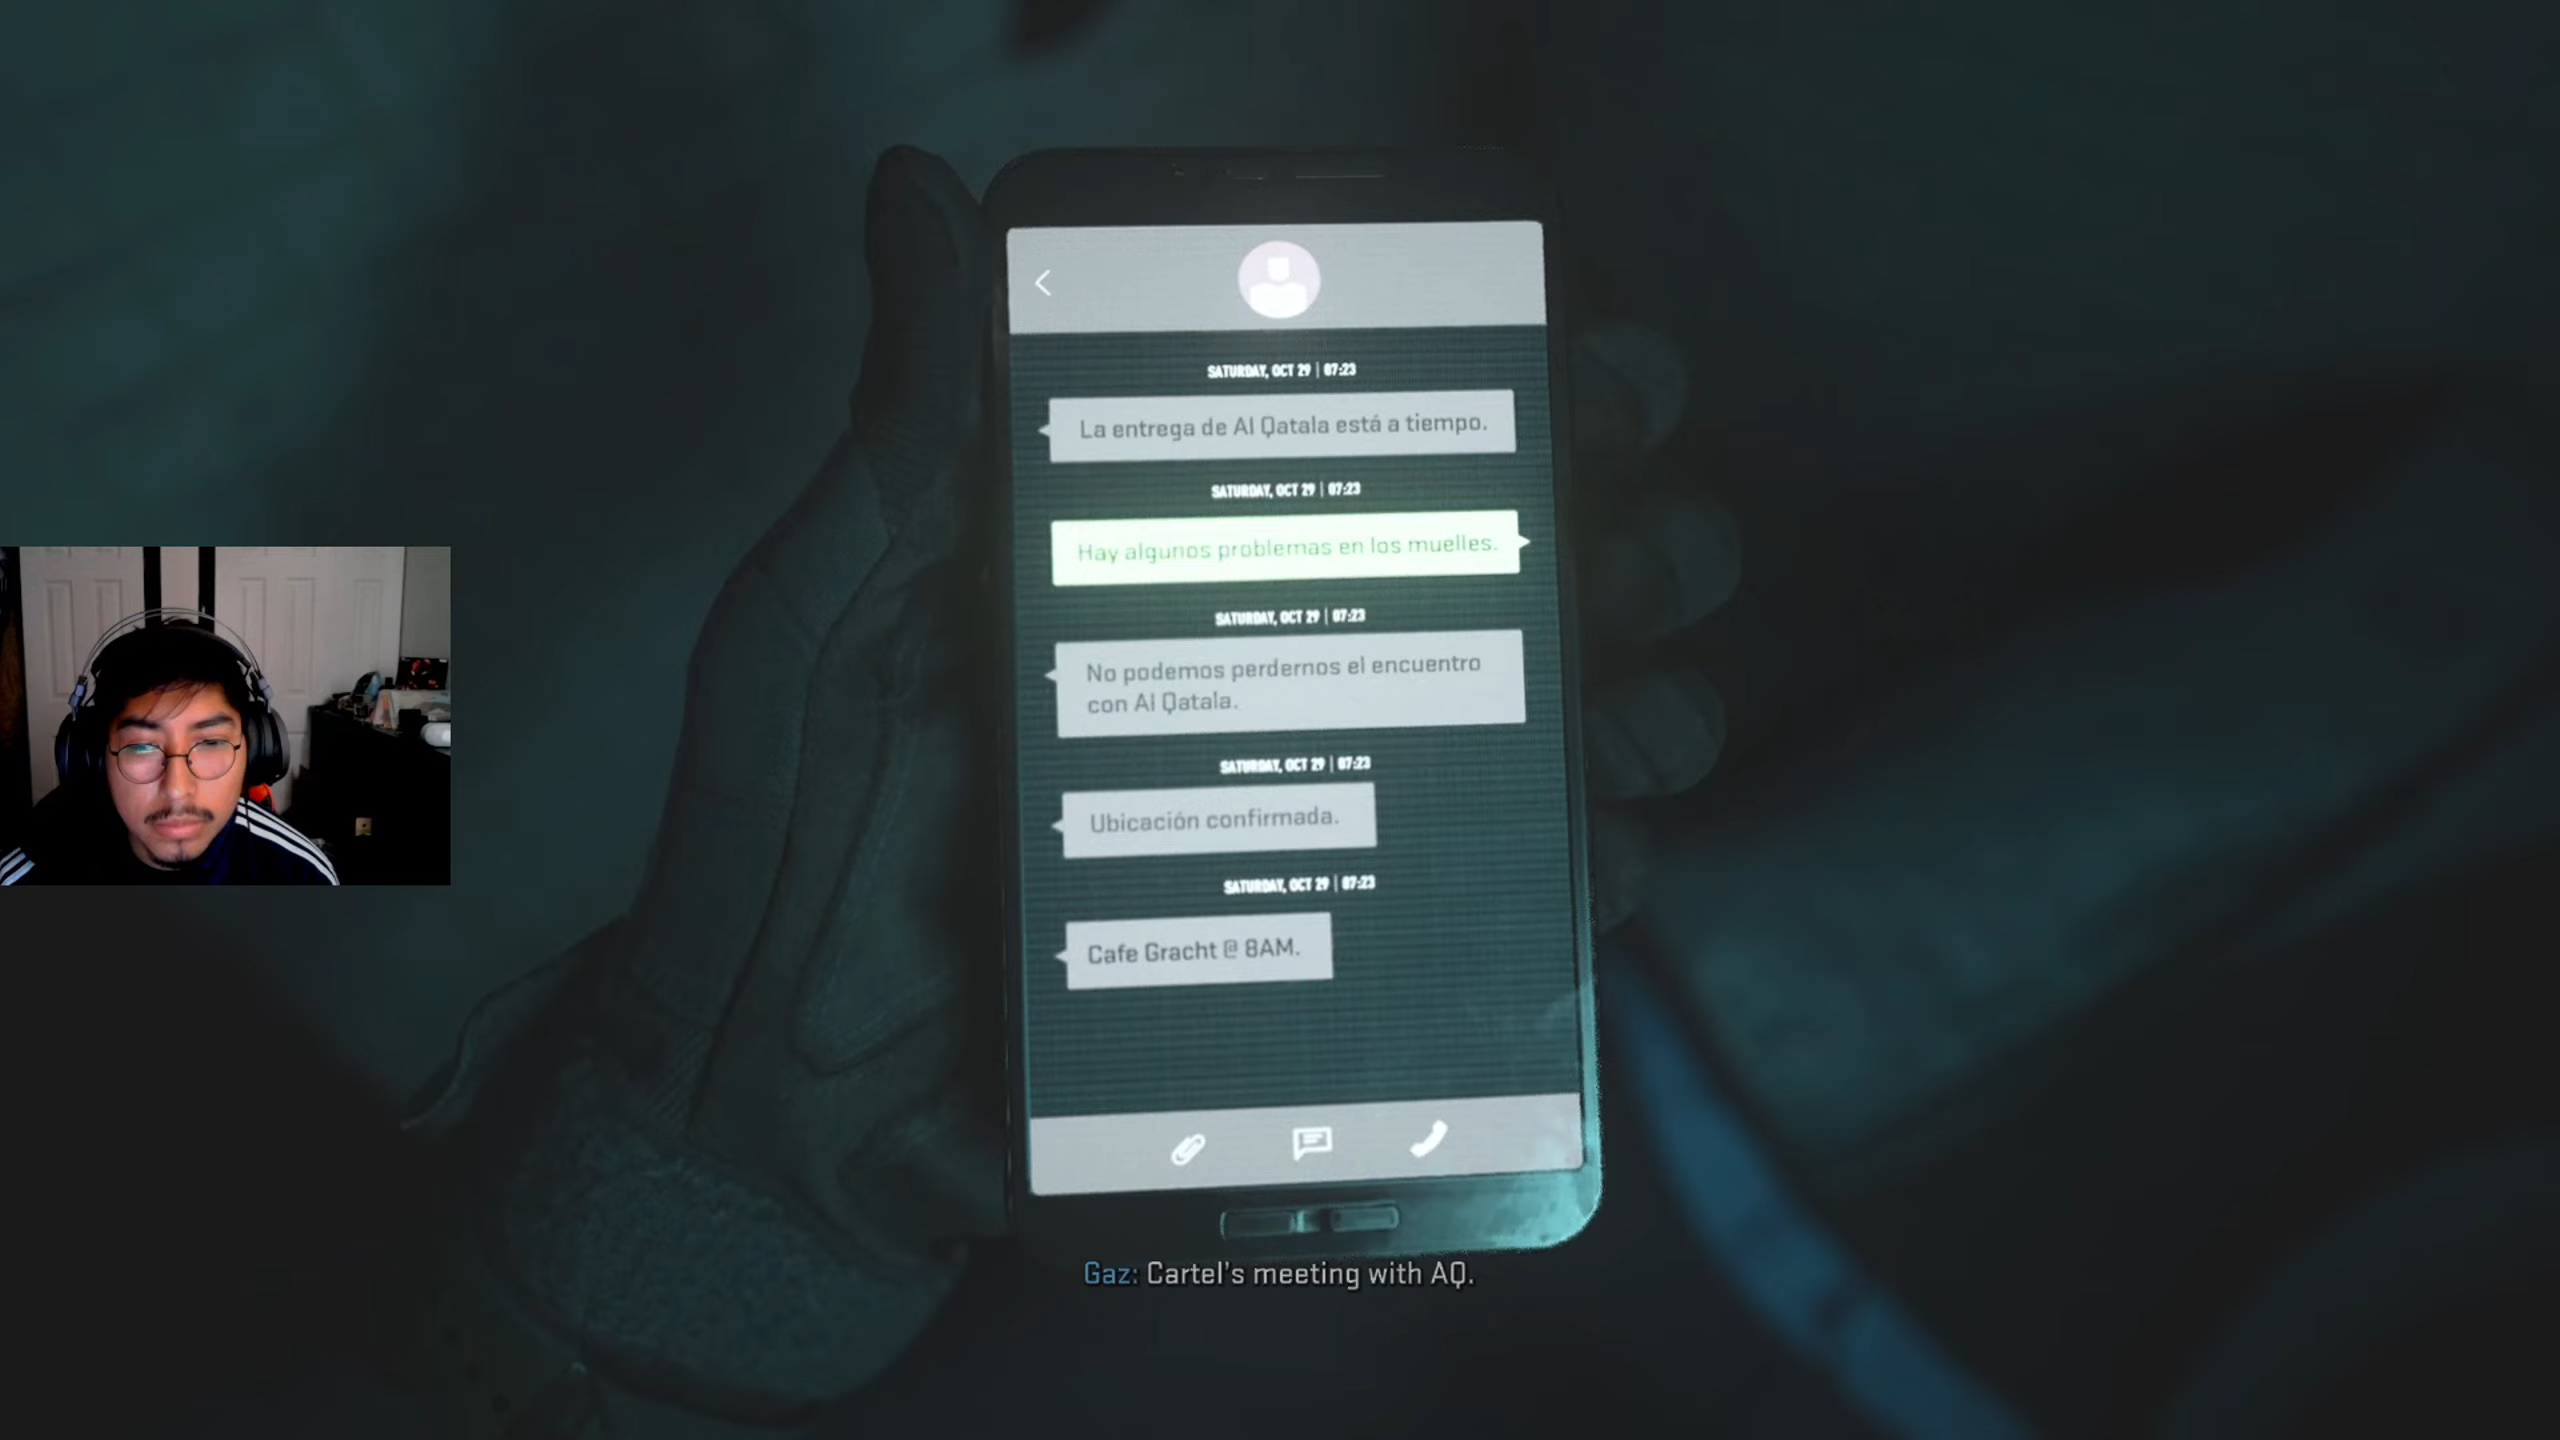 SATURDAY, OCT 29 | 07:23
La entrega de Al Qatala está a tiempo.
SATURDAY, OCT 29 | 07:23
Hay algunos problemas en los muelles.
SATURDAY, OCT 29 | 07:23
No podemos perdernos el encuentro
con Al Qatala.
SATURDAY, OCT 29 | 07:23
Ubicación confirmada.
SATURDAY, OCT 29 | 07:23
Cafe Gracht @ 8AM.
Gaz: Cartel's meeting with AQ.